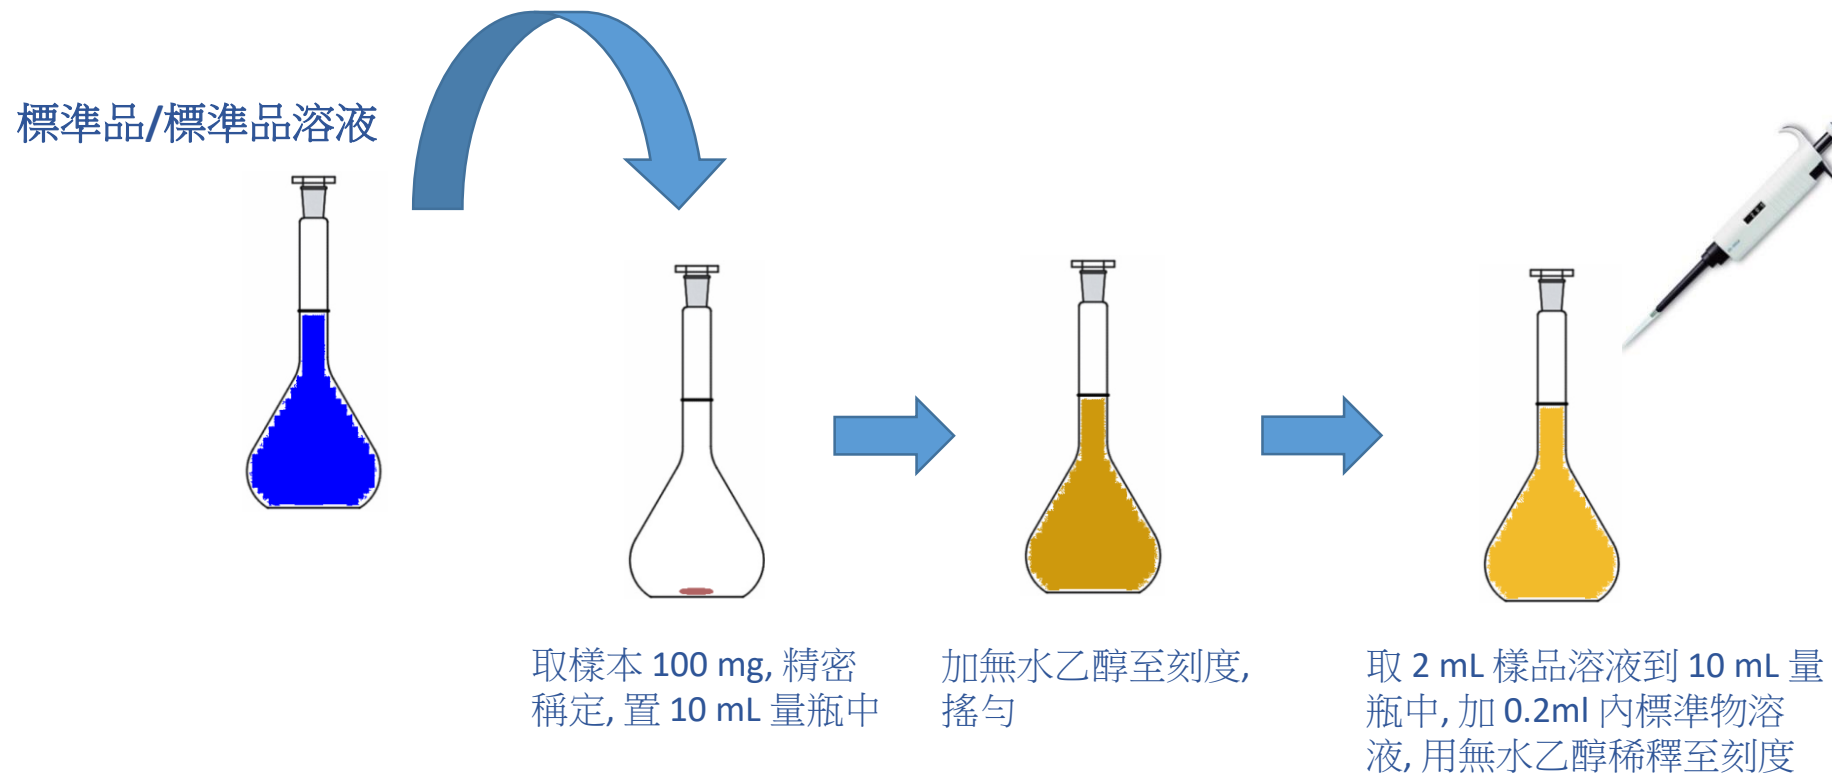 標準品/標準品溶液
取樣本 100 mg, 精密
稱定, 置 10 mL 量瓶中
加無水乙醇至刻度,
搖勻
取 2 mL 樣品溶液到 10 mL 量
瓶中, 加 0.2ml 內標準物溶
液, 用無水乙醇稀釋至刻度